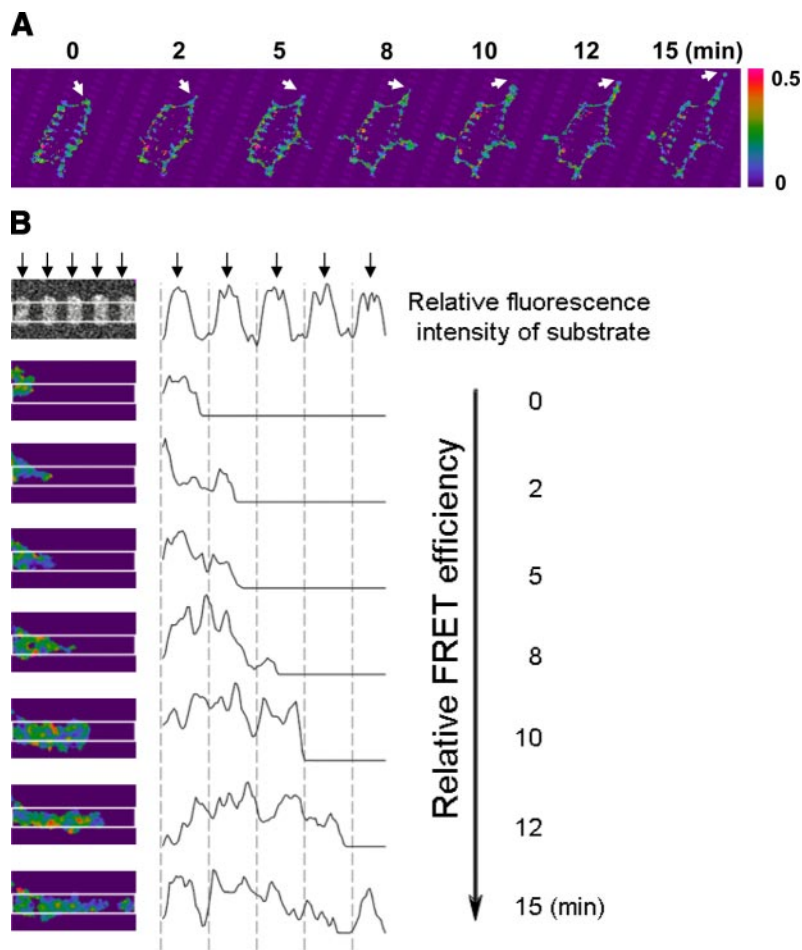 A
0 2 5 8 10 12 15 (min)
0.5
0
B
Relative fluorescence
intensity of substrate
Relative FRET efficiency
0
2
5
8
10
12
15 (min)